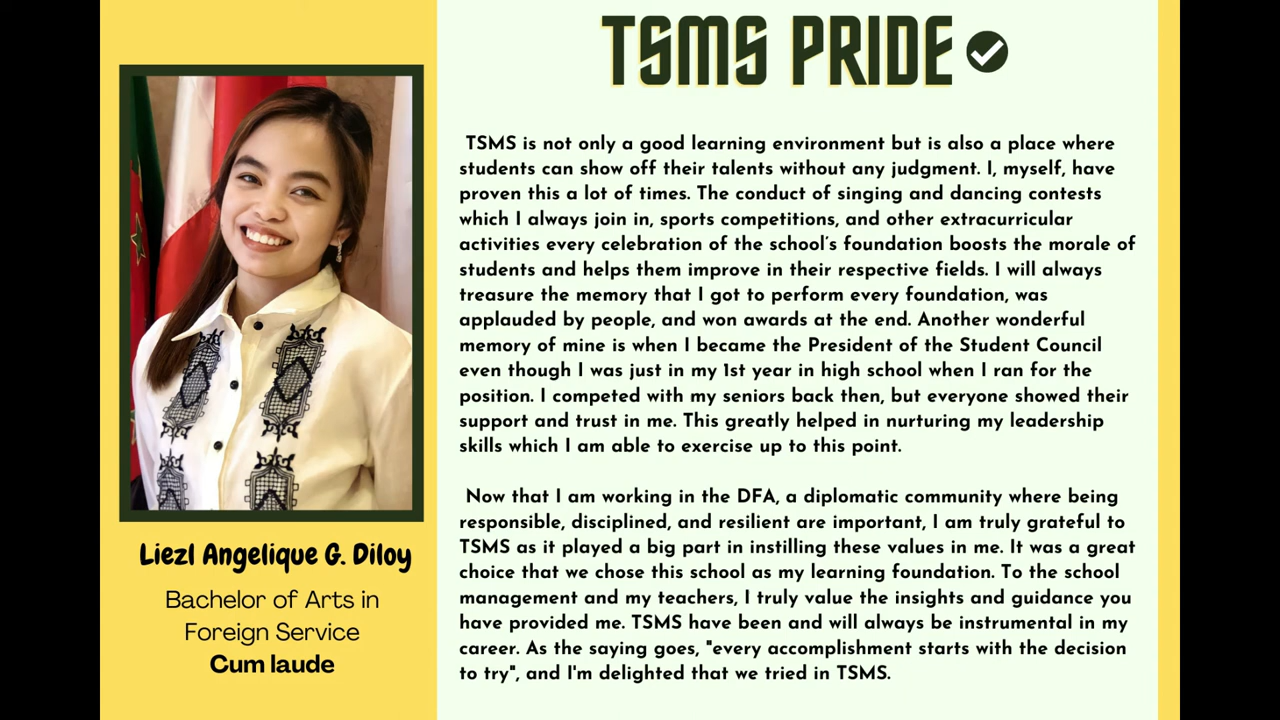 TSMS PRIDE
TSMS is not only a good learning environment but is also a place where
students can show off their talents without any judgment. I, myself, have
proven this a lot of times. The conduct of singing and dancing contests
which I always join in, sports competitions, and other extracurricular
activities every celebration of the school's foundation boosts the morale of
students and helps them improve in their respective fields. I will always
treasure the memory that I got to perform every foundation, was
applauded by people, and won awards at the end. Another wonderful
memory of mine is when I became the President of the Student Council
even though I was just in my 1st year in high school when I ran for the
position. I competed with my seniors back then, but everyone showed their
support and trust in me. This greatly helped in nurturing my leadership
skills which I am able to exercise up to this point.
Now that I am working in the DFA, a diplomatic community where being
responsible, disciplined, and resilient are important, I am truly grateful to
TSMS as it played a big part in instilling these values in me. It was a great
choice that we chose this school as my learning foundation. To the school
management and my teachers, I truly value the insights and guidance you
have provided me. TSMS have been and will always be instrumental in my
career. As the saying goes, "every accomplishment starts with the decision
to try", and I'm delighted that we tried in TSMS.
Liezl Angelique G. Diloy
Bachelor of Arts in
Foreign Service
Cum laude